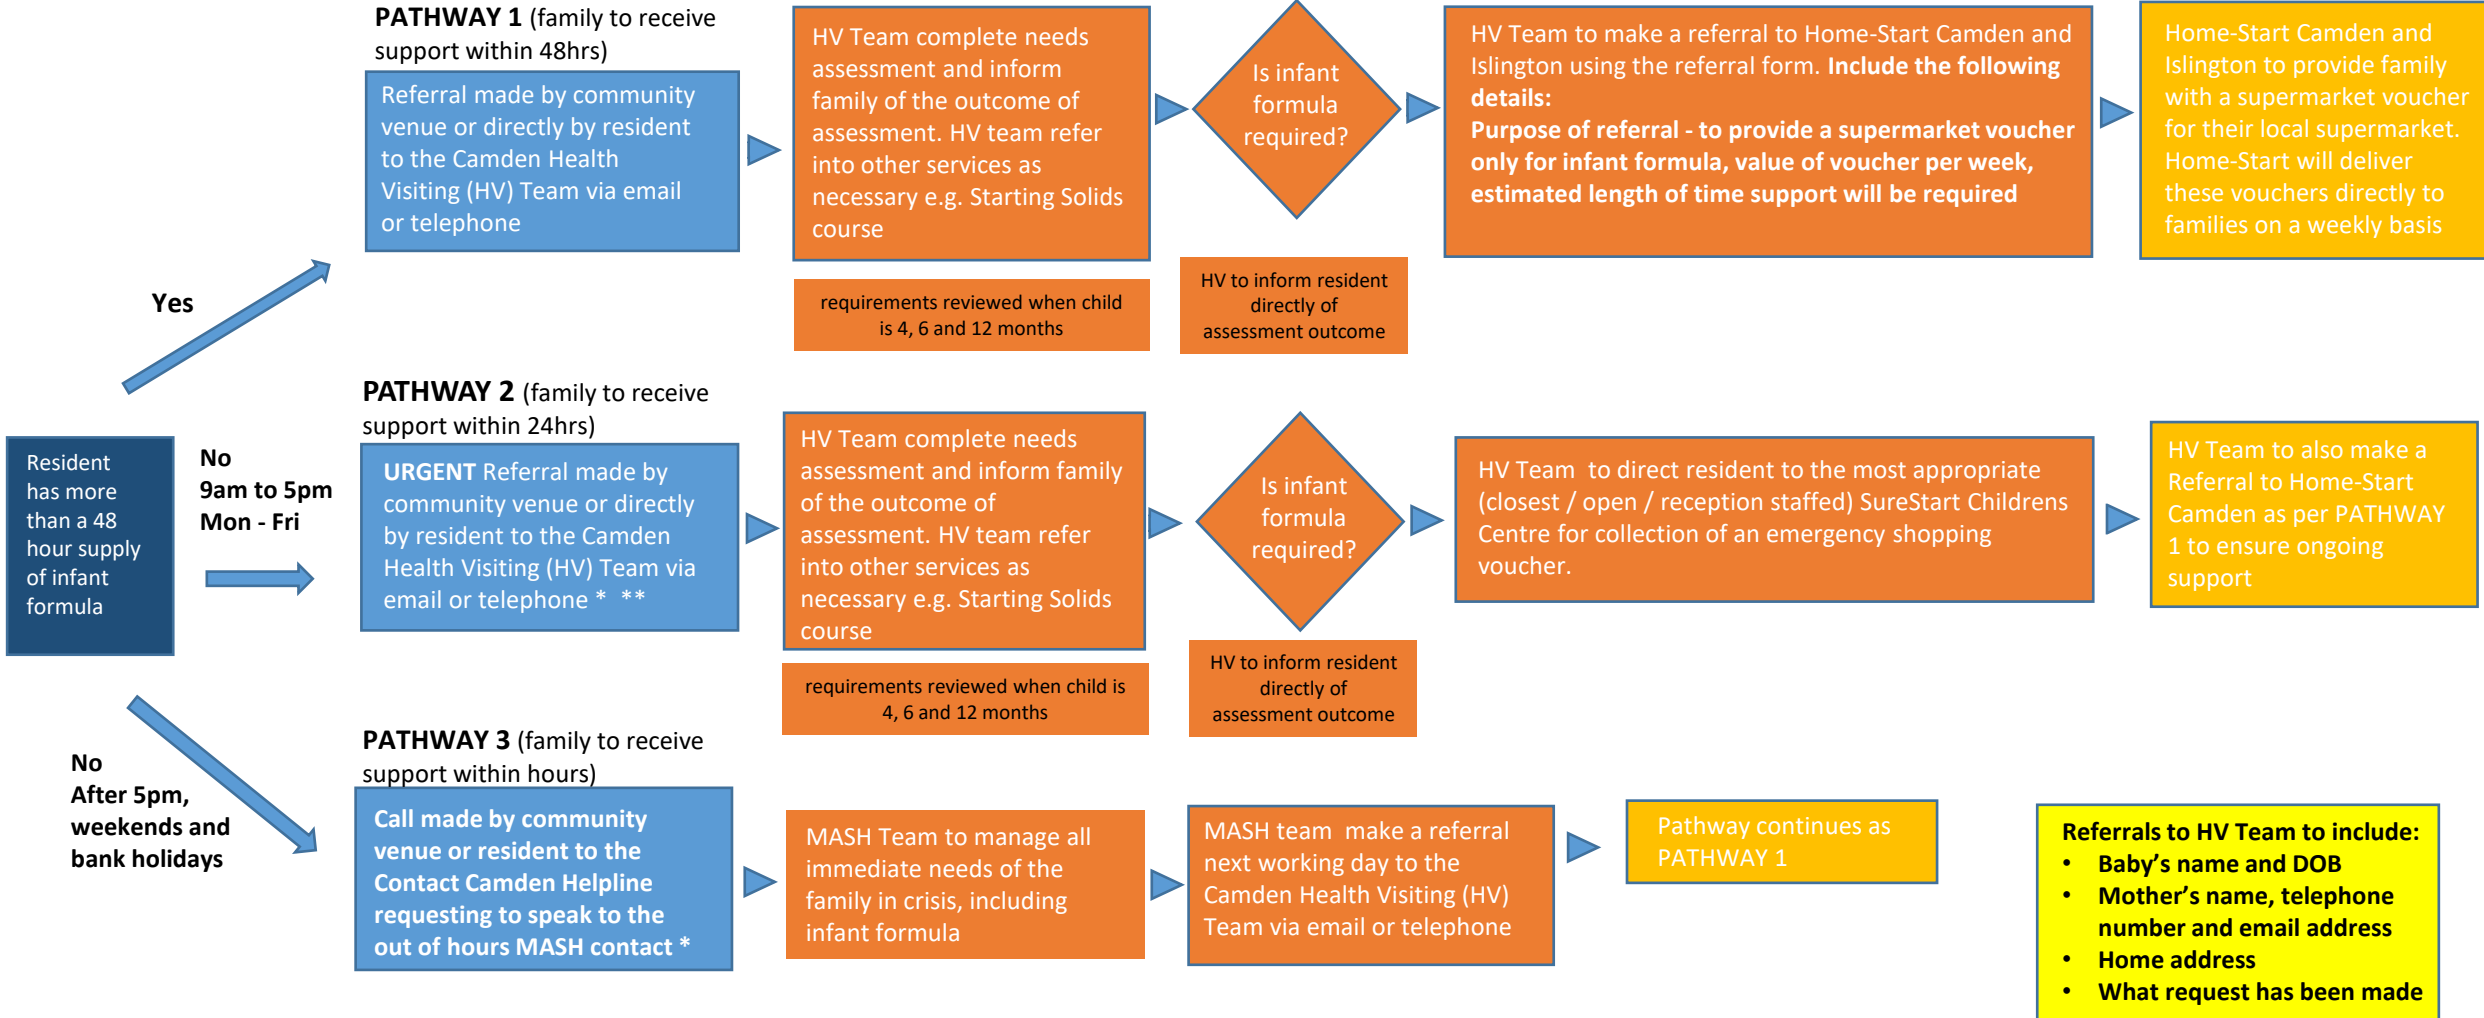 PATHWAY 1 (family to receive
support within 48hrs)
Referral made by community
venue or directly by resident
to the Camden Health
Visiting (HV) Team via email
or telephone
HV Team complete needs
assessment and inform
family of the outcome of
assessment. HV team refer
into other services as
necessary e.g. Starting Solids
course
requirements reviewed when child
is 4, 6 and 12 months
Is infant
formula
required?
HV to inform resident
directly of
assessment outcome
HV Team to make a referral to Home-Start Camden and
Islington using the referral form. Include the following
details:
Purpose of referral - to provide a supermarket voucher
only for infant formula, value of voucher per week,
estimated length of time support will be required
Home-Start Camden and
Islington to provide family
with a supermarket voucher
for their local supermarket.
Home-Start will deliver
these vouchers directly to
families on a weekly basis
Yes
Resident
has more
than a 48
hour supply
of infant
formula
No
9am to 5pm
Mon - Fri
PATHWAY 2 (family to receive
support within 24hrs)
URGENT Referral made by
community venue or directly
by resident to the Camden
Health Visiting (HV) Team via
email or telephone * **
HV Team complete needs
assessment and inform family
of the outcome of
assessment. HV team refer
into other services as
necessary e.g. Starting Solids
course
requirements reviewed when child is
4, 6 and 12 months
Is infant
formula
required?
HV to inform resident
directly of
assessment outcome
HV Team to direct resident to the most appropriate
(closest / open / reception staffed) SureStart Childrens
Centre for collection of an emergency shopping
voucher.
HV Team to also make a
Referral to Home-Start
Camden as per PATHWAY
1 to ensure ongoing
support
No
After 5pm,
weekends and
bank holidays
PATHWAY 3 (family to receive
support within hours)
Call made by community
venue or resident to the
Contact Camden Helpline
requesting to speak to the
out of hours MASH contact *
MASH Team to manage all
immediate needs of the
family in crisis, including
infant formula
MASH team make a referral
next working day to the
Camden Health Visiting (HV)
Team via email or telephone
Pathway continues as
PATHWAY 1
Referrals to HV Team to include:
• Baby's name and DOB
• Mother's name, telephone
number and email address
• Home address
• What request has been made